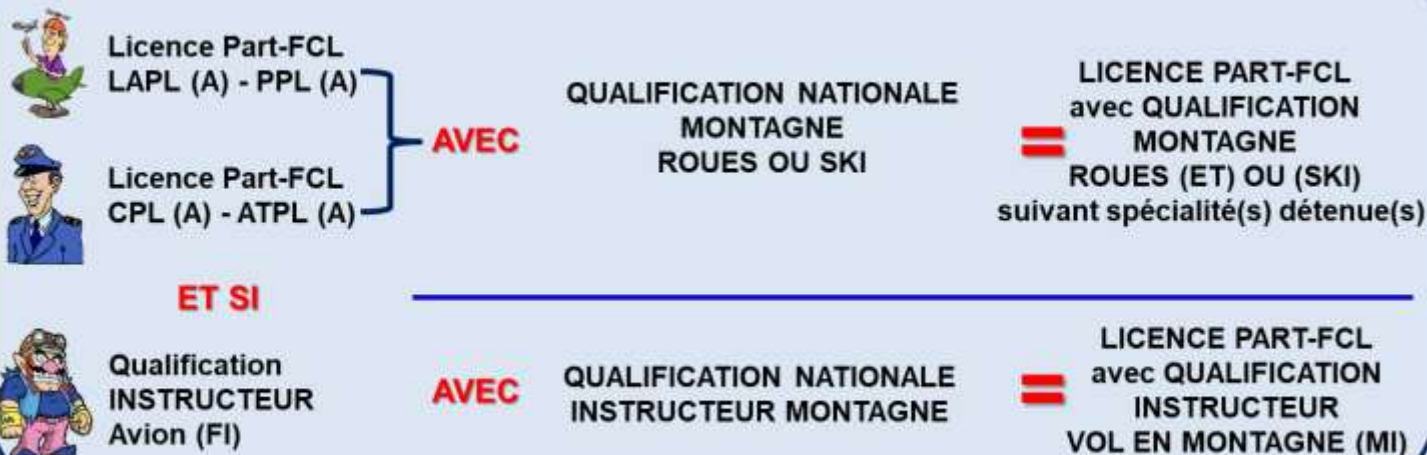 Licence Part-FCL
LAPL (A) - PPL (A)
Licence Part-FCL
CPL (A) - ATPL (A)
AVEC
QUALIFICATION NATIONALE
MONTAGNE
ROUES OU SKI
=
LICENCE PART-FCL
avec QUALIFICATION
MONTAGNE
ROUES (ET) OU (SKI)
suivant spécialité(s) détenue(s)
ET SI
Qualification
INSTRUCTEUR
Avion (FI)
AVEC
QUALIFICATION NATIONALE
INSTRUCTEUR MONTAGNE
=
LICENCE PART-FCL
avec QUALIFICATION
INSTRUCTEUR
VOL EN MONTAGNE (MI)